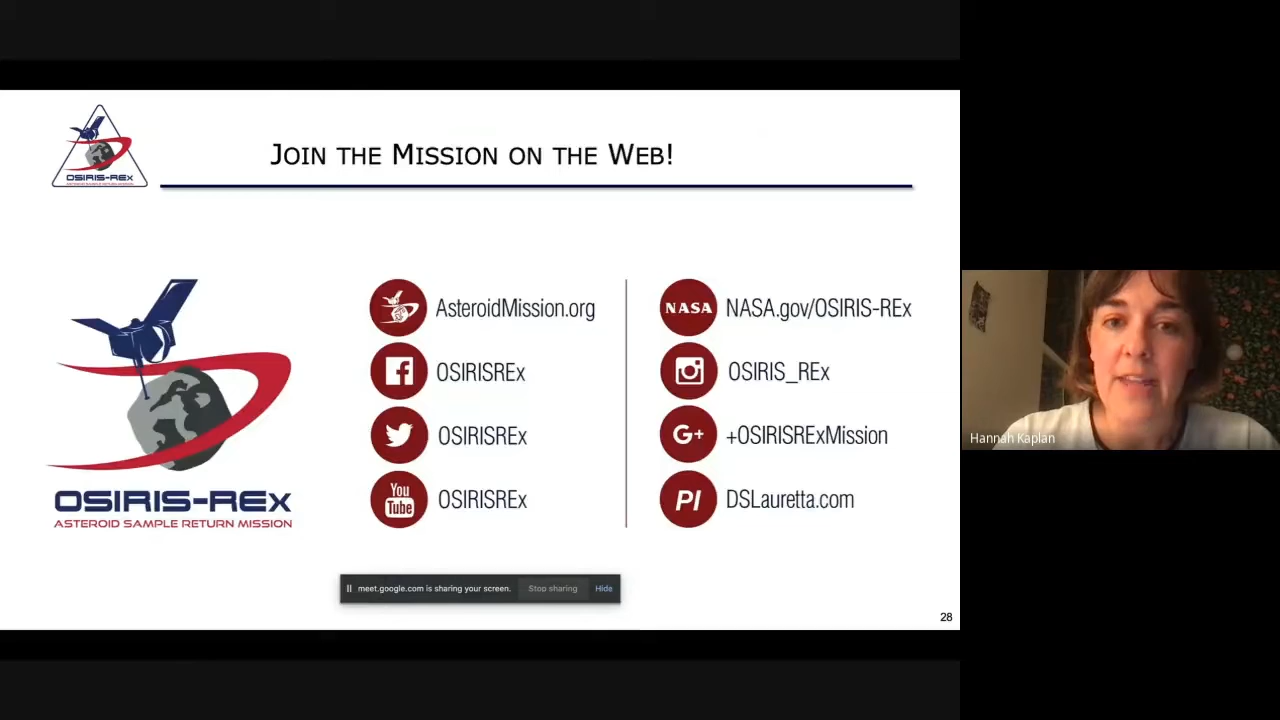 OSIRIS-REx
ASTEROID SAMPLE RETURN MISSION
JOIN THE MISSION ON THE WEB!
OSIRIS-REx
ASTEROID SAMPLE RETURN MISSION
AsteroidMission.org
OSIRISREx
OSIRISREx
You Tube
OSIRISREx
NASA
NASA.gov/OSIRIS-REx
OSIRIS_REx
G+
+OSIRISRExMission
PI
DSLauretta.com
meet.google.com is sharing your screen.
Stop sharing
Hide
28
Hannah Kaplan